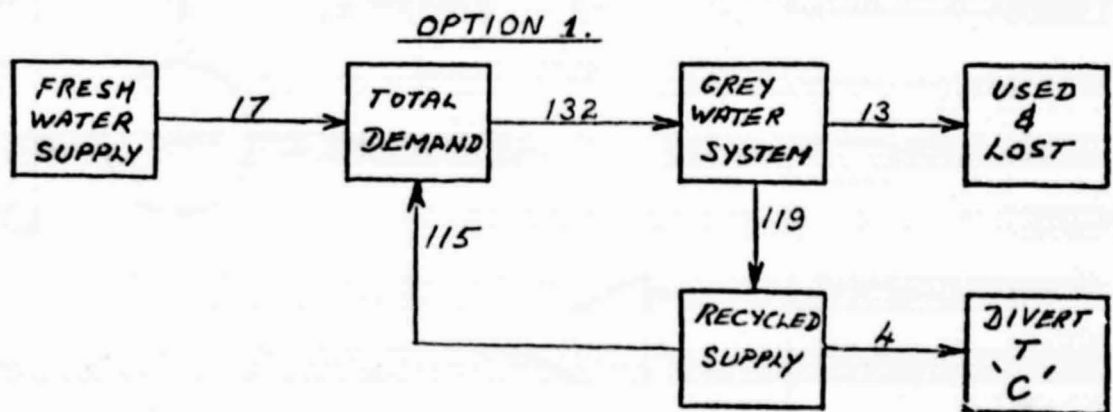 OPTION 1.
FRESH
WATER
SUPPLY
17
TOTAL
DEMAND
132
GREY
WATER
SYSTEM
13
USED
&
LOST
115
119
RECYCLED
SUPPLY
4
DIVERT
T
'C'